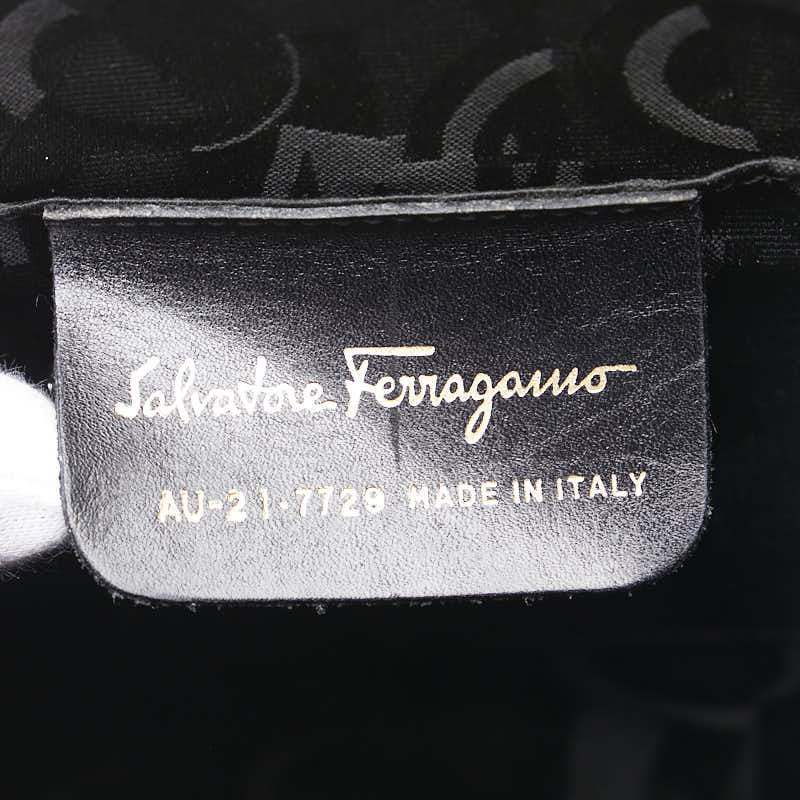 Salvatore Ferragamo
AU-21·7729 MADE IN ITALY